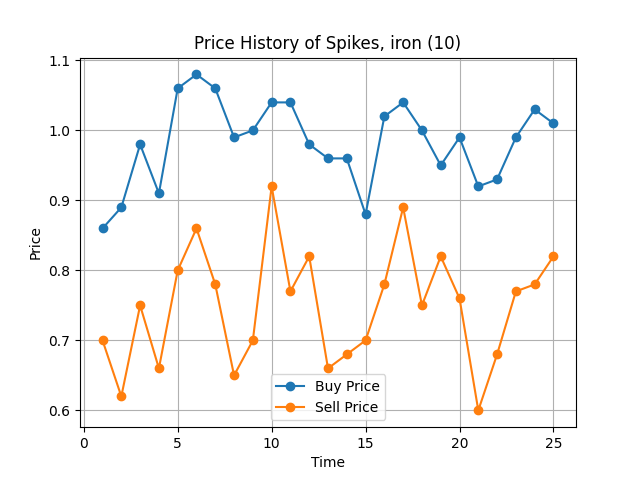 Price History of Spikes, iron (10)
1.1
1.0
0.9
0.8
0.7
0.6
Price
Buy Price
Sell Price
0 5 10 15 20 25
Time